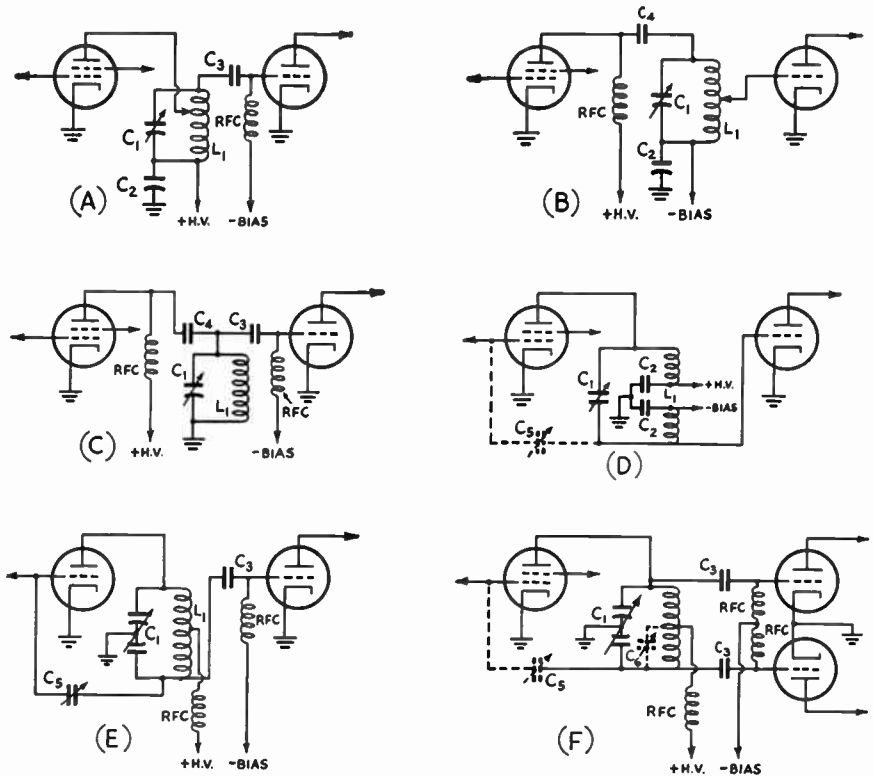 C4
C3
RFC
C1
L1
C2
(A)
+H.V.
-BIAS
RFC
C1
L1
C2
(B)
+H.V.
-BIAS
C4
C3
RFC
C1
L1
RFC
(C)
+H.V.
-BIAS
C1
C2
+H.V.
L1
-BIAS
C2
C5
(D)
C3
L1
RFC
C1
C5
RFC
(E)
+H.V.
-BIAS
C3
RFC
C1
RFC
C6
C3
C5
RFC
(F)
+H.V.
-BIAS